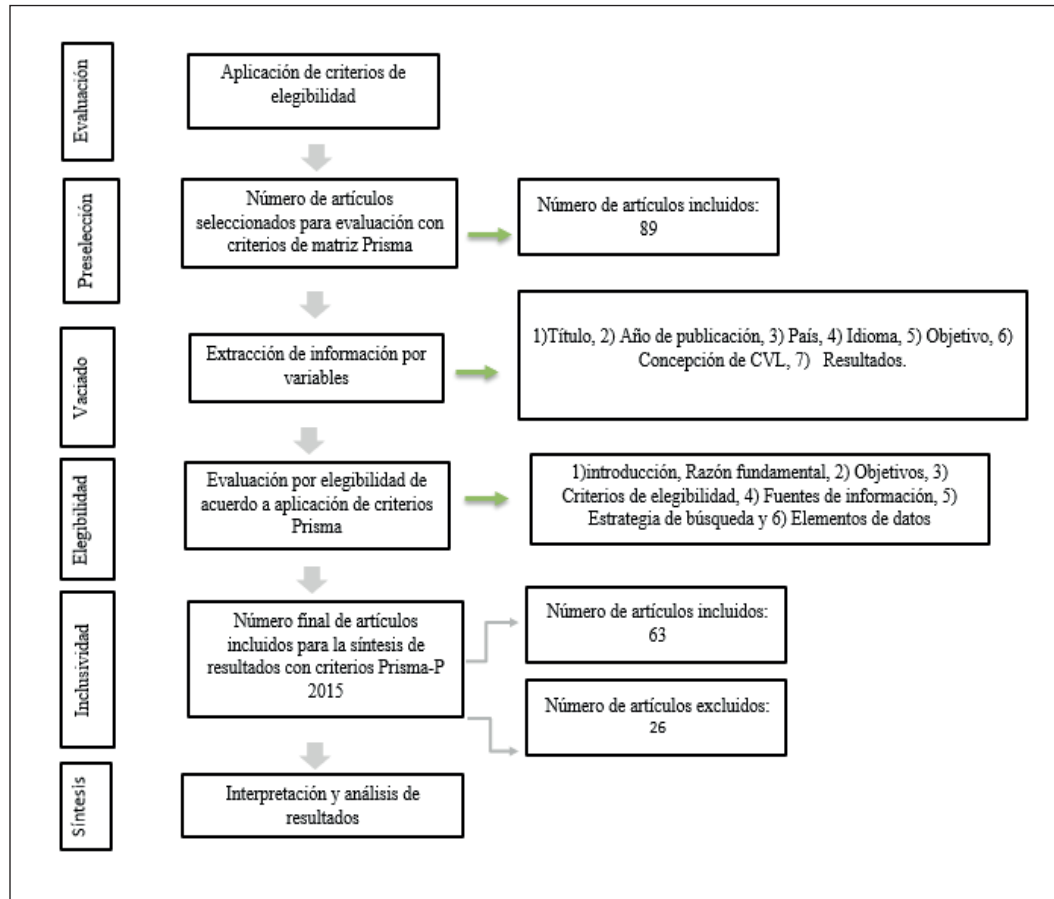 Evaluación
Aplicación de criterios de
elegibilidad
Preselección
Número de artículos
seleccionados para evaluación con
criterios de matriz Prisma
Número de artículos incluidos:
89
Vaciado
Extracción de información por
variables
1)Título, 2) Año de publicación, 3) País, 4) Idioma, 5) Objetivo, 6)
Concepción de CVL, 7) Resultados.
Elegibilidad
Evaluación por elegibilidad de
acuerdo a aplicación de criterios
Prisma
1)introducción, Razón fundamental, 2) Objetivos, 3)
Criterios de elegibilidad, 4) Fuentes de información, 5)
Estrategia de búsqueda y 6) Elementos de datos
Inclusividad
Número final de artículos
incluidos para la síntesis de
resultados con criterios Prisma-P
2015
Número de artículos incluidos:
63
Número de artículos excluidos:
26
Síntesis
Interpretación y análisis de
resultados